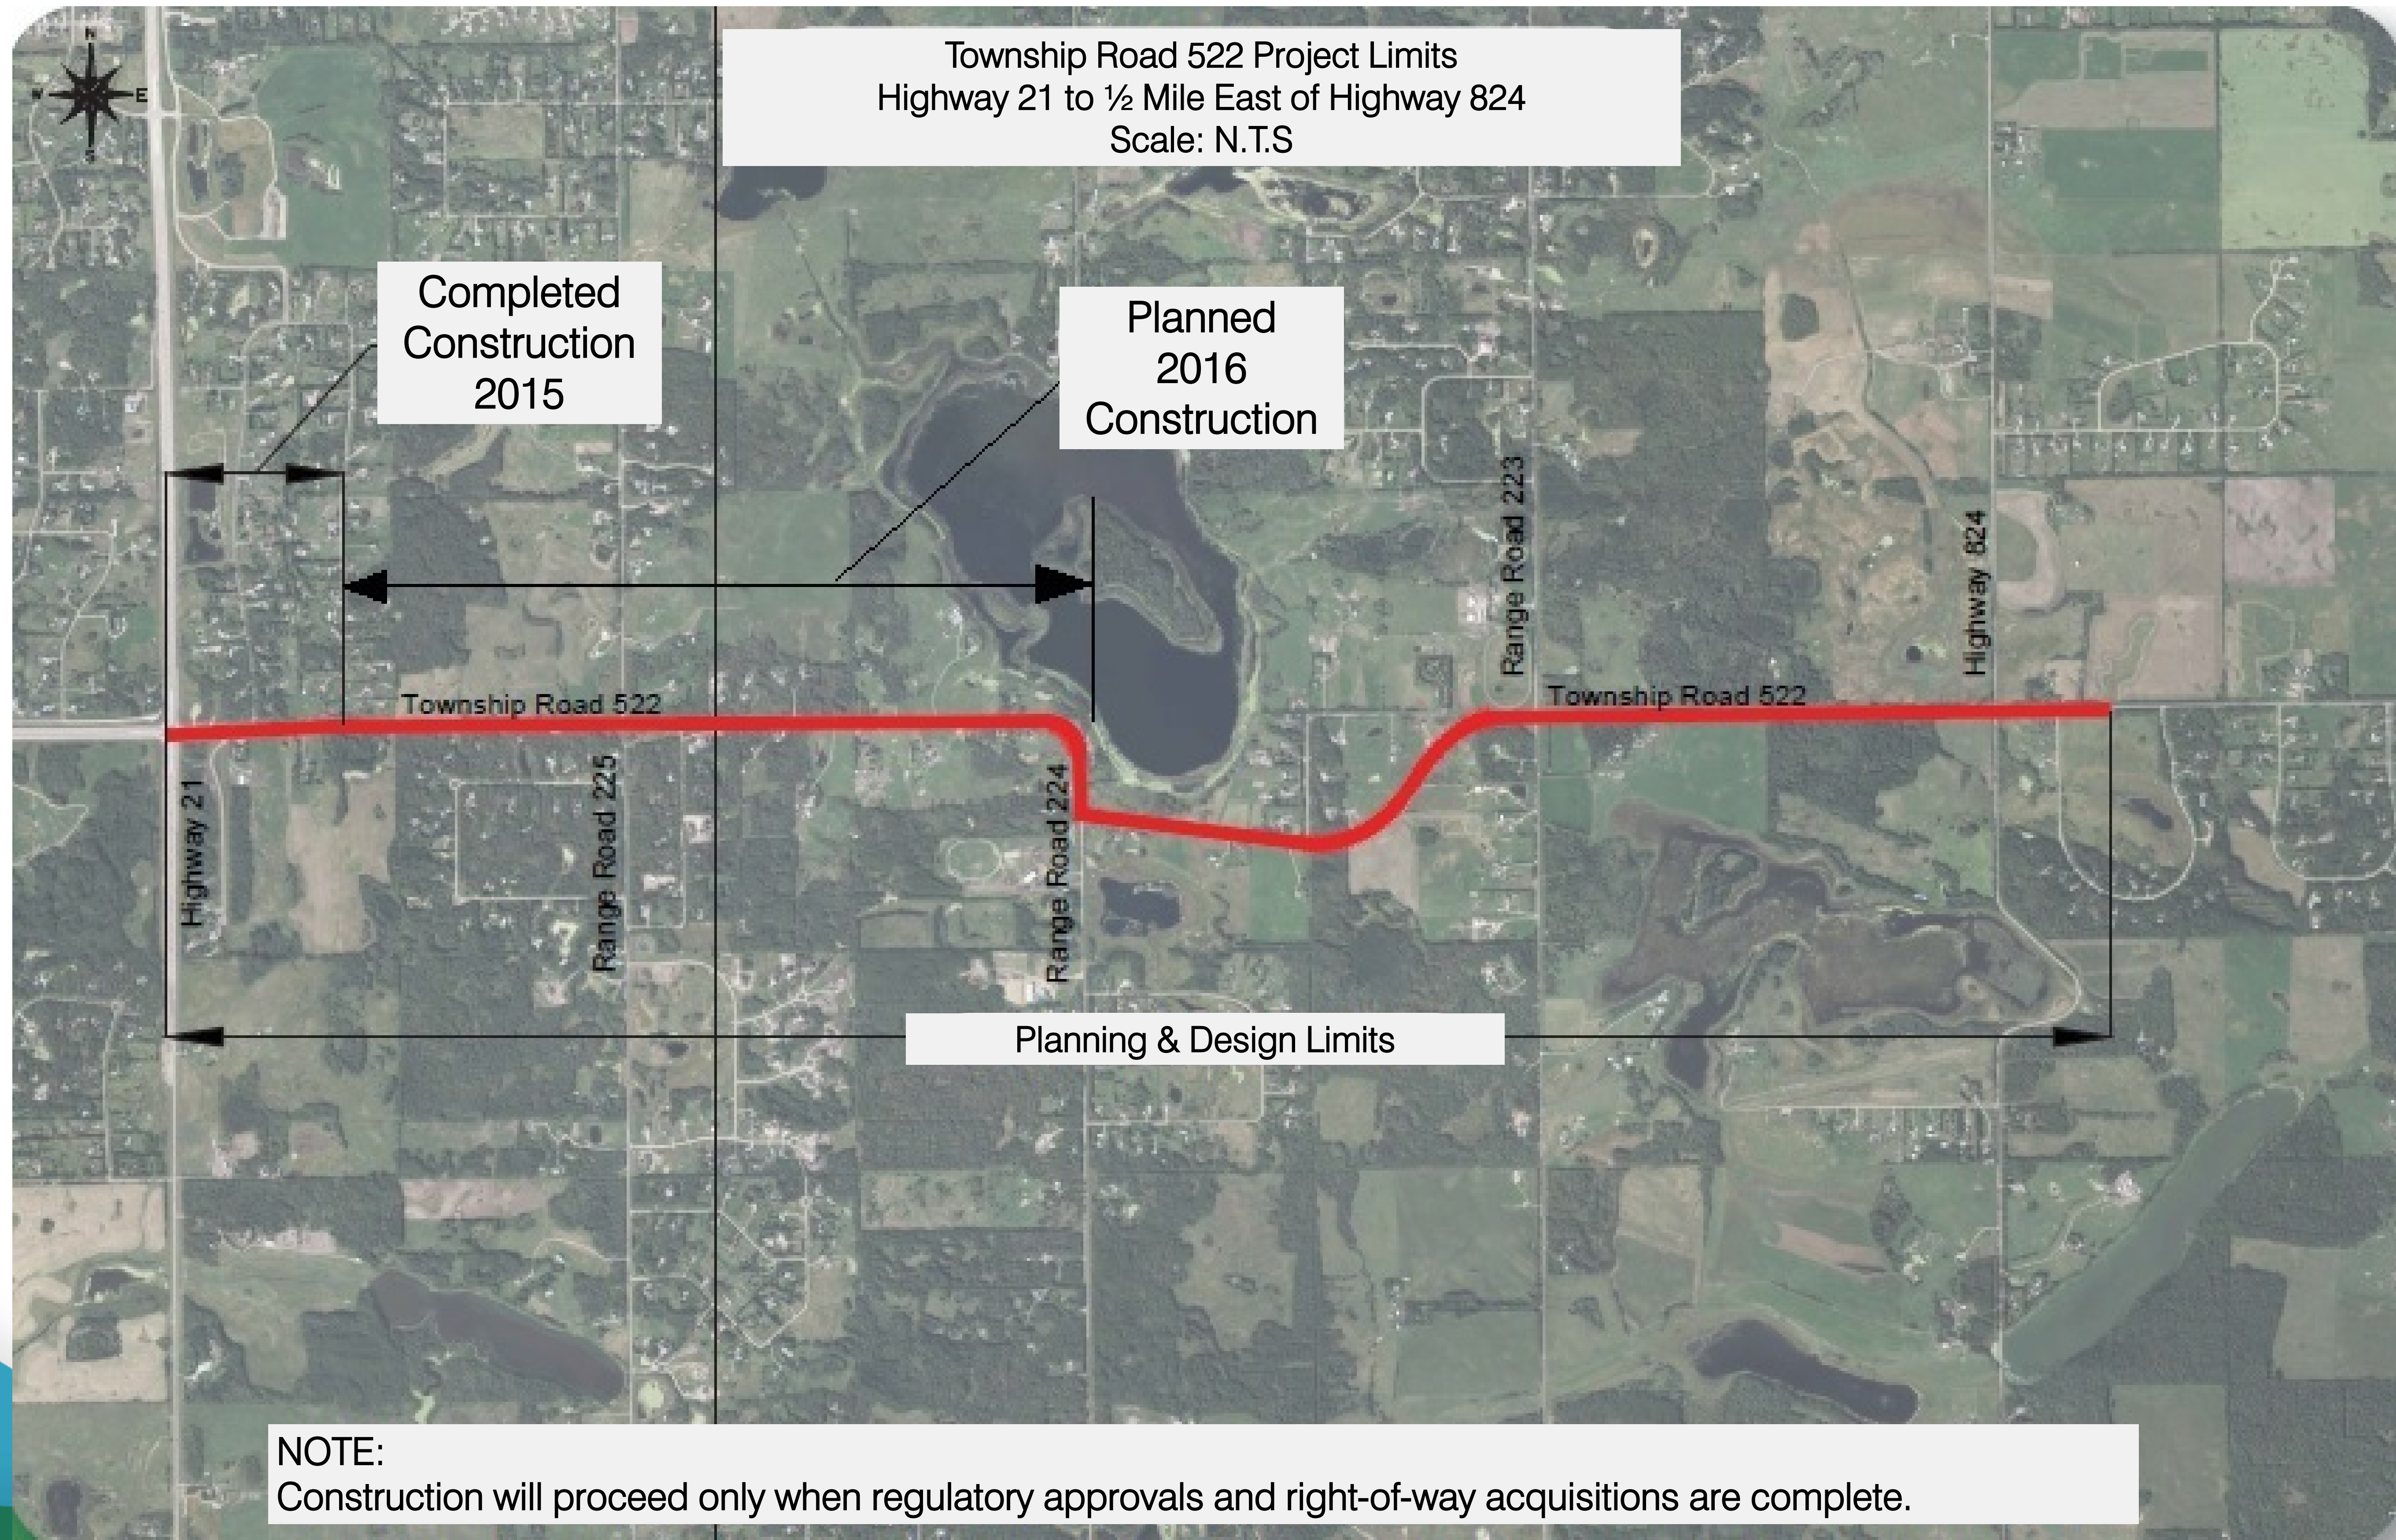 Township Road 522 Project Limits
Highway 21 to ½ Mile East of Highway 824
Scale: N.T.S
N
W
E
S
Completed
Construction
2015
Planned
2016
Construction
Range Road 223
Highway 824
Township Road 522
Township Road 522
Highway 21
Range Road 225
Range Road 224
Planning & Design Limits
NOTE:
Construction will proceed only when regulatory approvals and right-of-way acquisitions are complete.